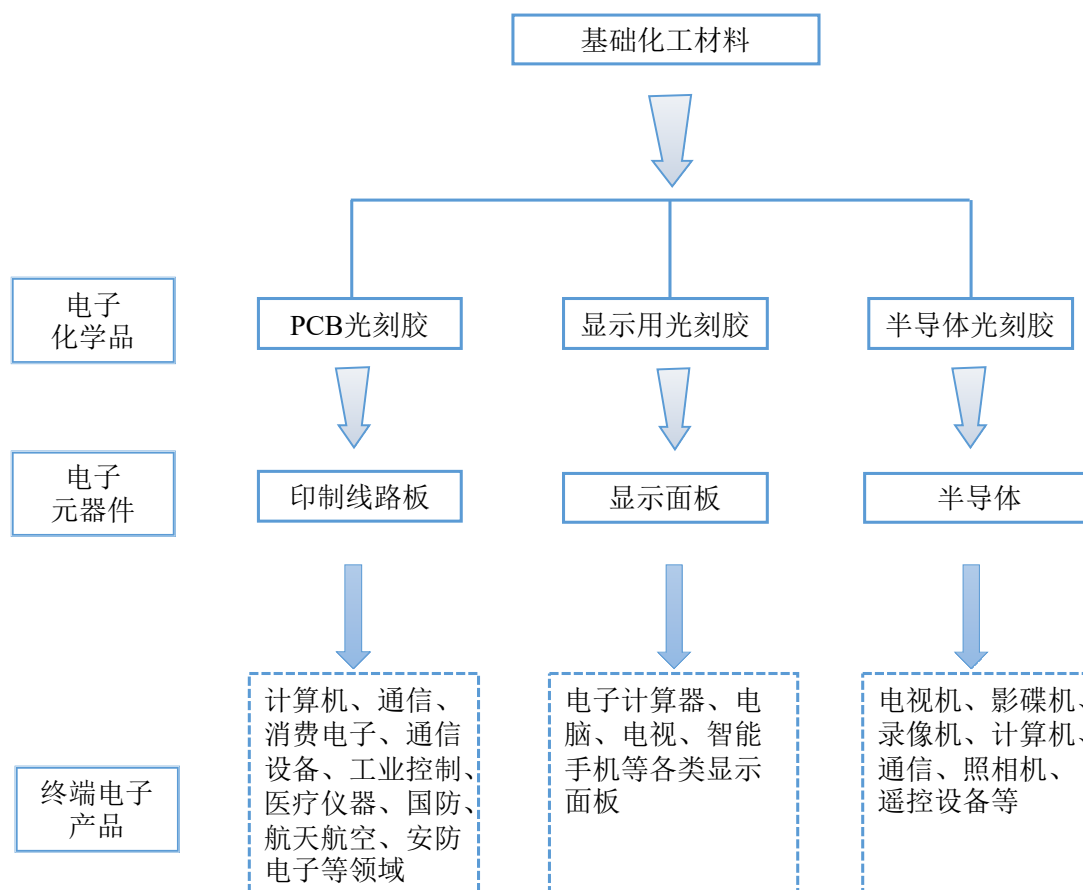 基础化工材料
电子
化学品
PCB光刻胶
显示用光刻胶
半导体光刻胶
电子
元器件
印制线路板
显示面板
半导体
终端电子
产品
计算机、通信、
消费电子、通信
设备、工业控制、
医疗仪器、国防、
航天航空、安防
电子等领域
电子计算器、电
脑、电视、智能
手机等各类显示
面板
电视机、影碟机、
录像机、计算机、
通信、照相机、
遥控设备等